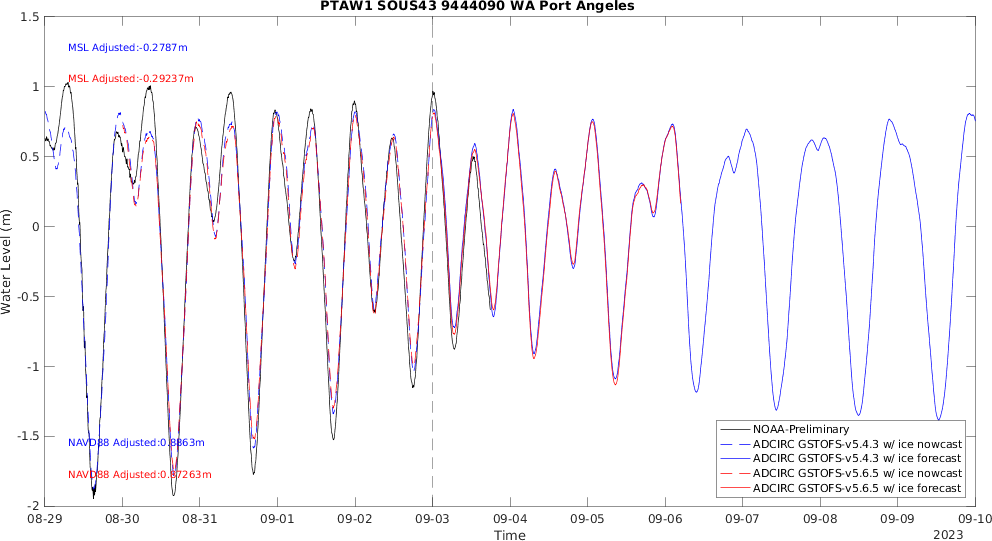 PTAW1 SOUS43 9444090 WA Port Angeles
1.5
1
0.5
0
-0.5
-1
-1.5
-2
Water Level (m)
MSL Adjusted:-0.2787m
MSL Adjusted:-0.29237m
NAVD88 Adjusted:0.8863m
NAVD88 Adjusted:0.87263m
NOAA-Preliminary
ADCIRC GSTOFS-v5.4.3 w/ ice nowcast
ADCIRC GSTOFS-v5.4.3 w/ ice forecast
ADCIRC GSTOFS-v5.6.5 w/ ice nowcast
ADCIRC GSTOFS-v5.6.5 w/ ice forecast
08-29 08-30 08-31 09-01 09-02 09-03 09-04 09-05 09-06 09-07 09-08 09-09 09-10
Time
2023